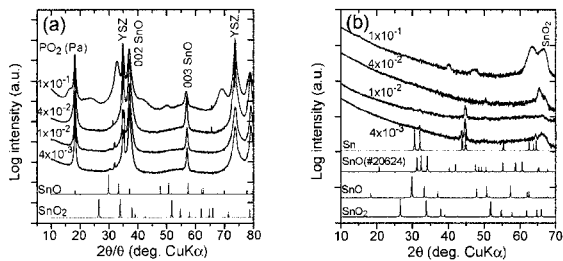 (a)
YSZ
002 SnO
003 SnO
YSZ
PO₂ (Pa)
1x10⁻¹
4x10⁻²
1x10⁻²
4x10⁻³
SnO
SnO₂
Log intensity (a.u.)
10 20 30 40 50 60 70 80
2θ/θ (deg. CuKα)
(b)
SnO₂
1x10⁻¹
4x10⁻²
1x10⁻²
4x10⁻³
Sn
SnO(#20624)
SnO
SnO₂
Log intensity (a.u.)
10 20 30 40 50 60 70
2θ (deg. CuKα)